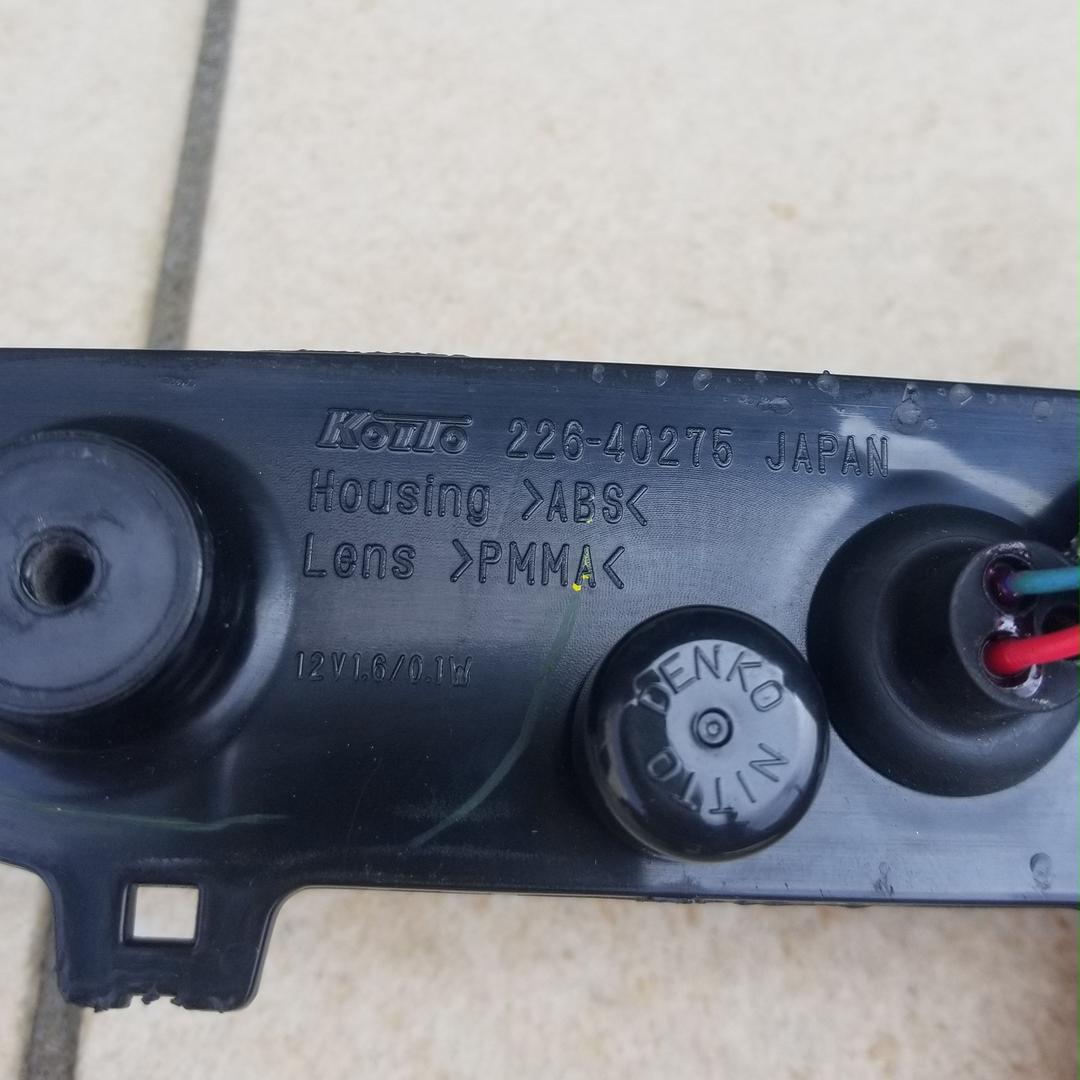 KOITO 226-40275 JAPAN
Housing >ABS<
Lens >PMMA<
12V1.6/0.1W
NITTO DENKO